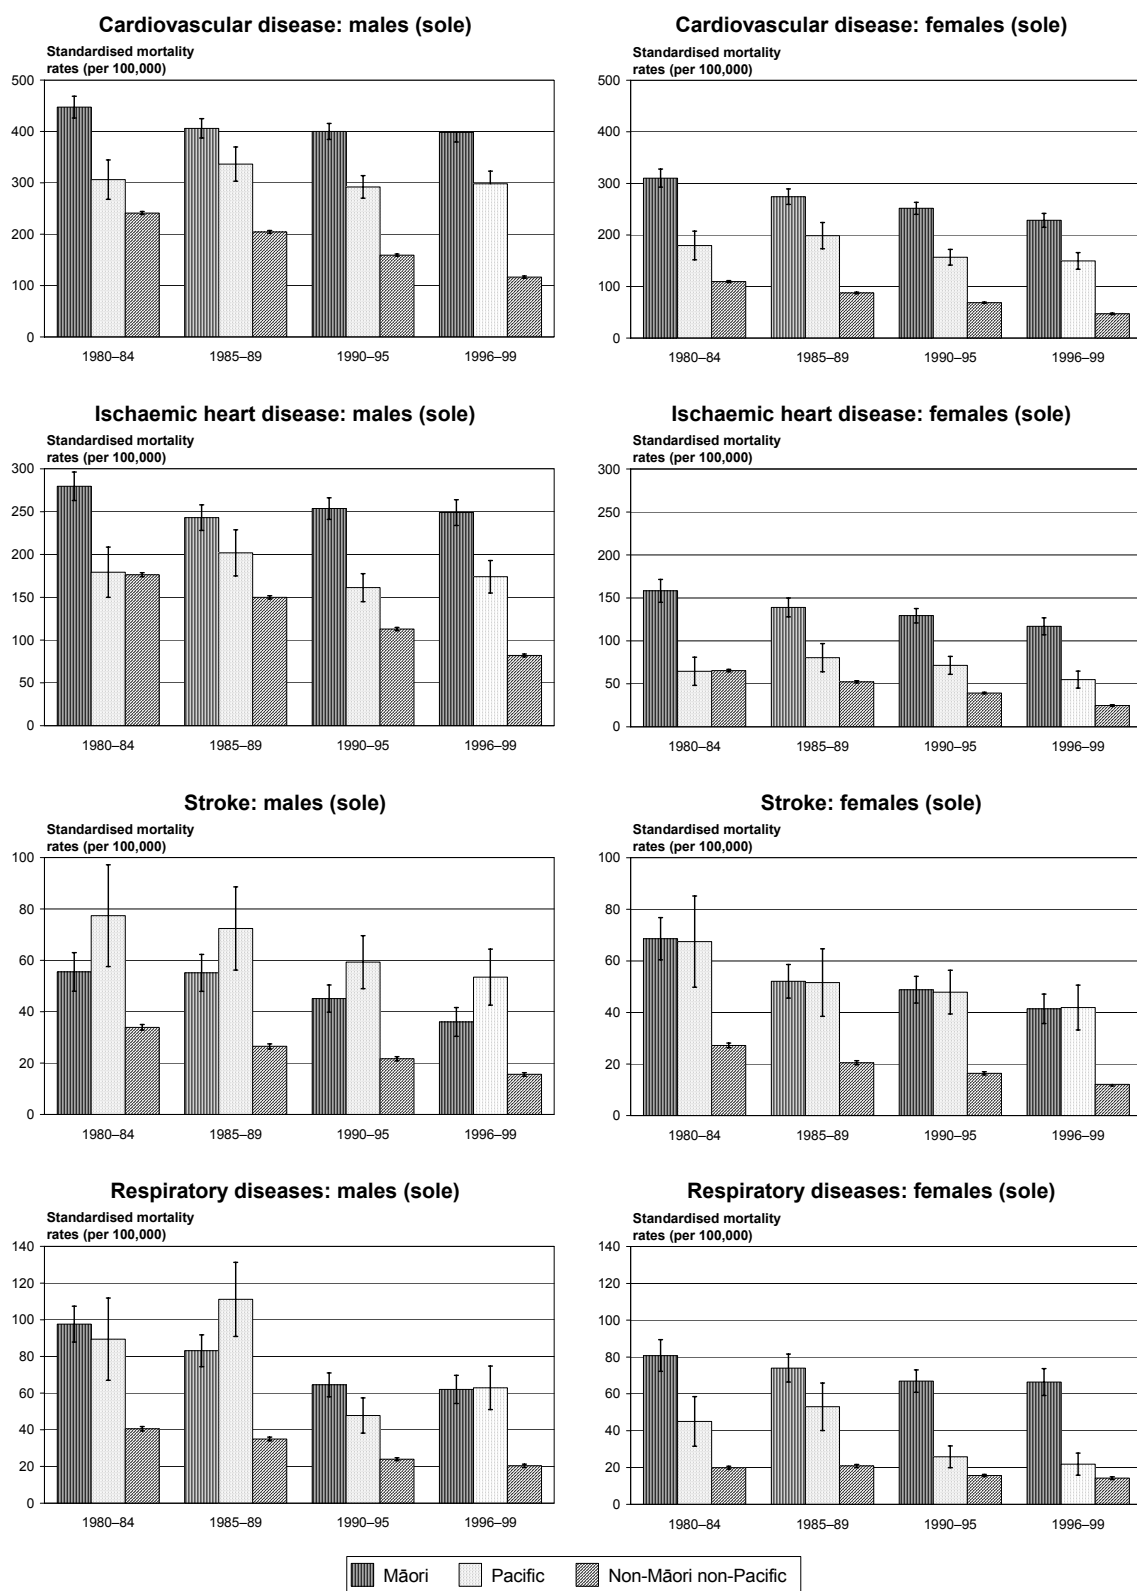 Cardiovascular disease: males (sole)
Standardised mortality
rates (per 100,000)
500
400
300
200
100
0
1980–84 1985–89 1990–95 1996–99
Cardiovascular disease: females (sole)
Standardised mortality
rates (per 100,000)
500
400
300
200
100
0
1980–84 1985–89 1990–95 1996–99
Ischaemic heart disease: males (sole)
Standardised mortality
rates (per 100,000)
300
250
200
150
100
50
0
1980–84 1985–89 1990–95 1996–99
Ischaemic heart disease: females (sole)
Standardised mortality
rates (per 100,000)
300
250
200
150
100
50
0
1980–84 1985–89 1990–95 1996–99
Stroke: males (sole)
Standardised mortality
rates (per 100,000)
100
80
60
40
20
0
1980–84 1985–89 1990–95 1996–99
Stroke: females (sole)
Standardised mortality
rates (per 100,000)
100
80
60
40
20
0
1980–84 1985–89 1990–95 1996–99
Respiratory diseases: males (sole)
Standardised mortality
rates (per 100,000)
140
120
100
80
60
40
20
0
1980–84 1985–89 1990–95 1996–99
Respiratory diseases: females (sole)
Standardised mortality
rates (per 100,000)
140
120
100
80
60
40
20
0
1980–84 1985–89 1990–95 1996–99
Māori Pacific Non-Māori non-Pacific